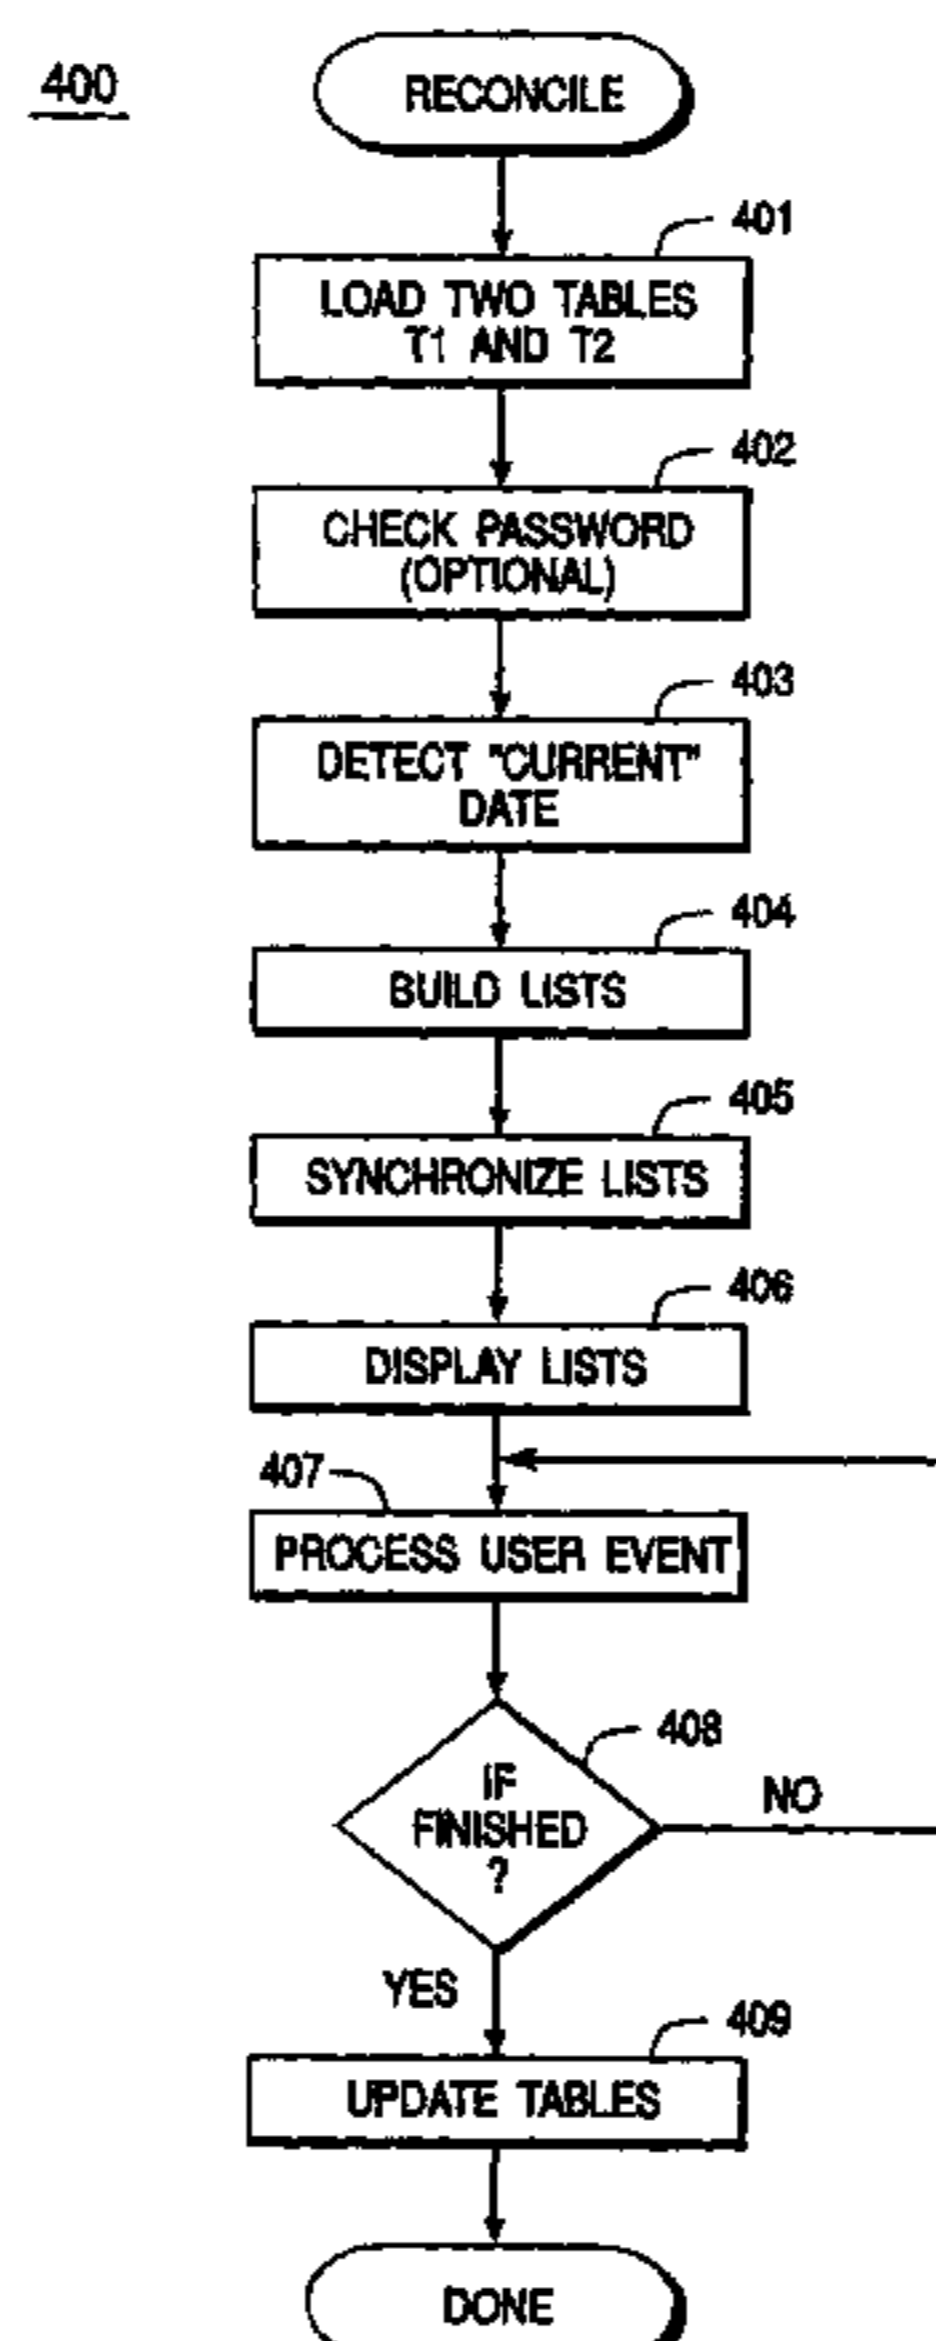 400
RECONCILE
401
LOAD TWO TABLES
T1 AND T2
402
CHECK PASSWORD
(OPTIONAL)
403
DETECT "CURRENT"
DATE
404
BUILD LISTS
405
SYNCHRONIZE LISTS
406
DISPLAY LISTS
407
PROCESS USER EVENT
408
IF
FINISHED
?
NO
YES
409
UPDATE TABLES
DONE